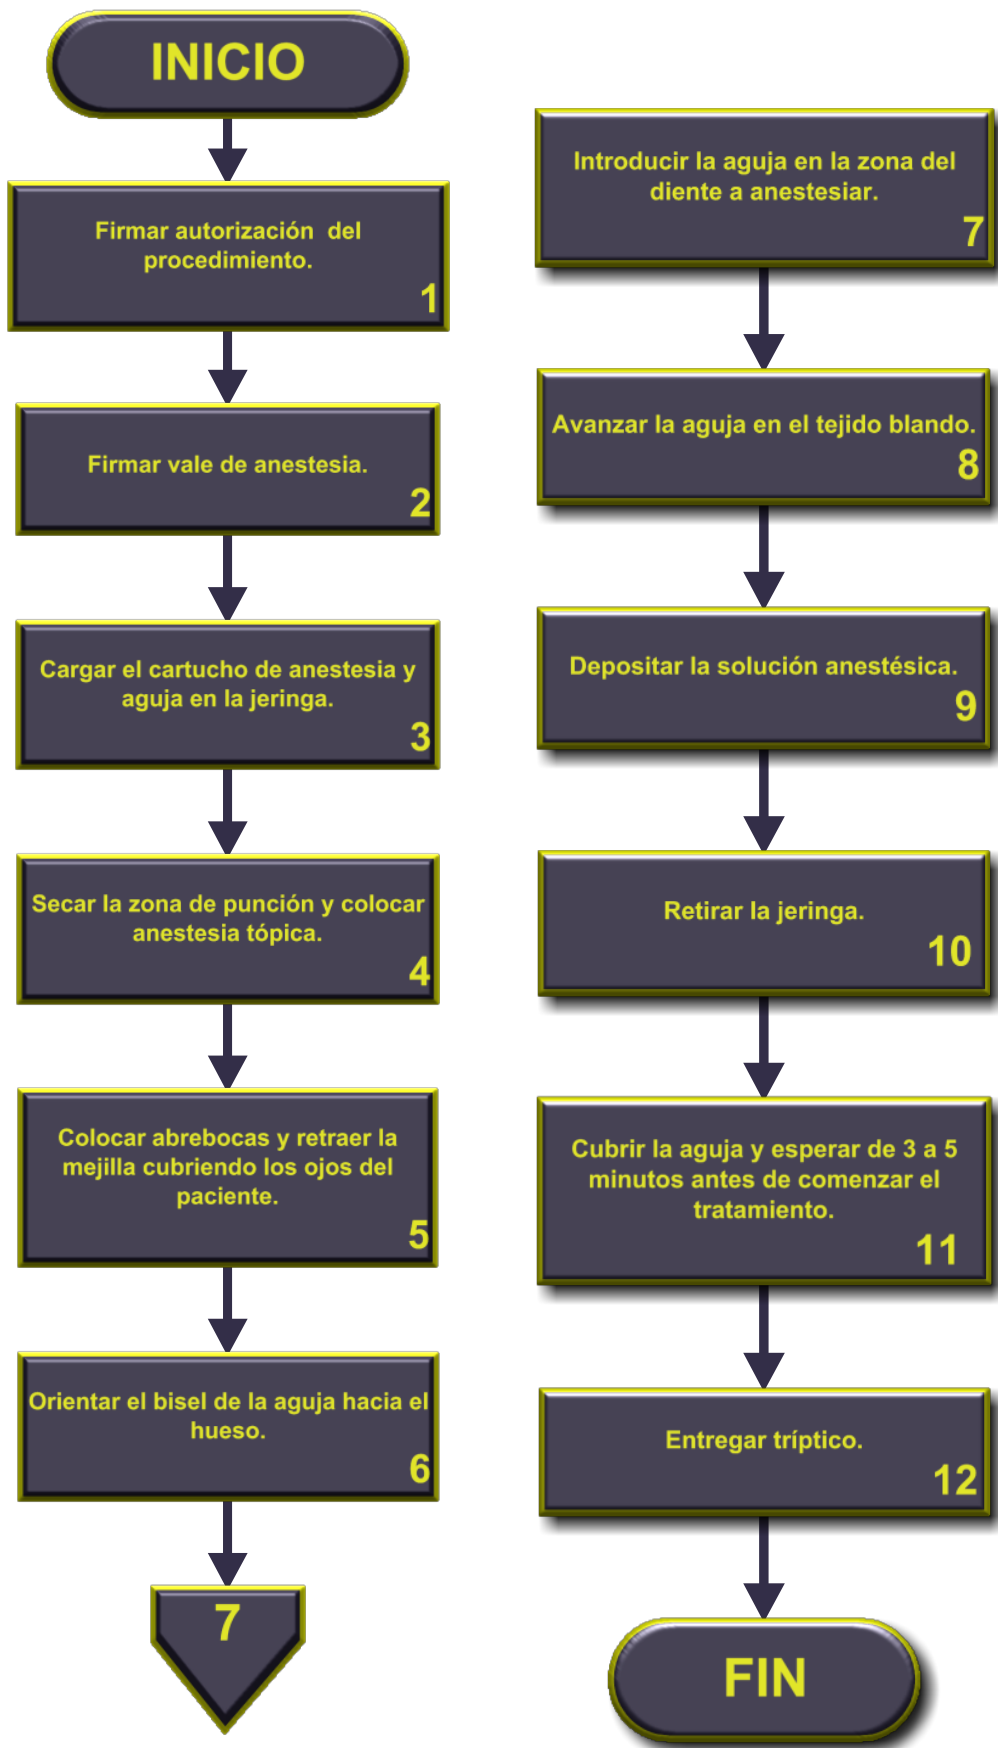 INICIO
Firmar autorización del
procedimiento.
1
Firmar vale de anestesia.
2
Cargar el cartucho de anestesia y
aguja en la jeringa.
3
Secar la zona de punción y colocar
anestesia tópica.
4
Colocar abrebocas y retraer la
mejilla cubriendo los ojos del
paciente.
5
Orientar el bisel de la aguja hacia el
hueso.
6
7
Introducir la aguja en la zona del
diente a anestesiar.
7
Avanzar la aguja en el tejido blando.
8
Depositar la solución anestésica.
9
Retirar la jeringa.
10
Cubrir la aguja y esperar de 3 a 5
minutos antes de comenzar el
tratamiento.
11
Entregar tríptico.
12
FIN